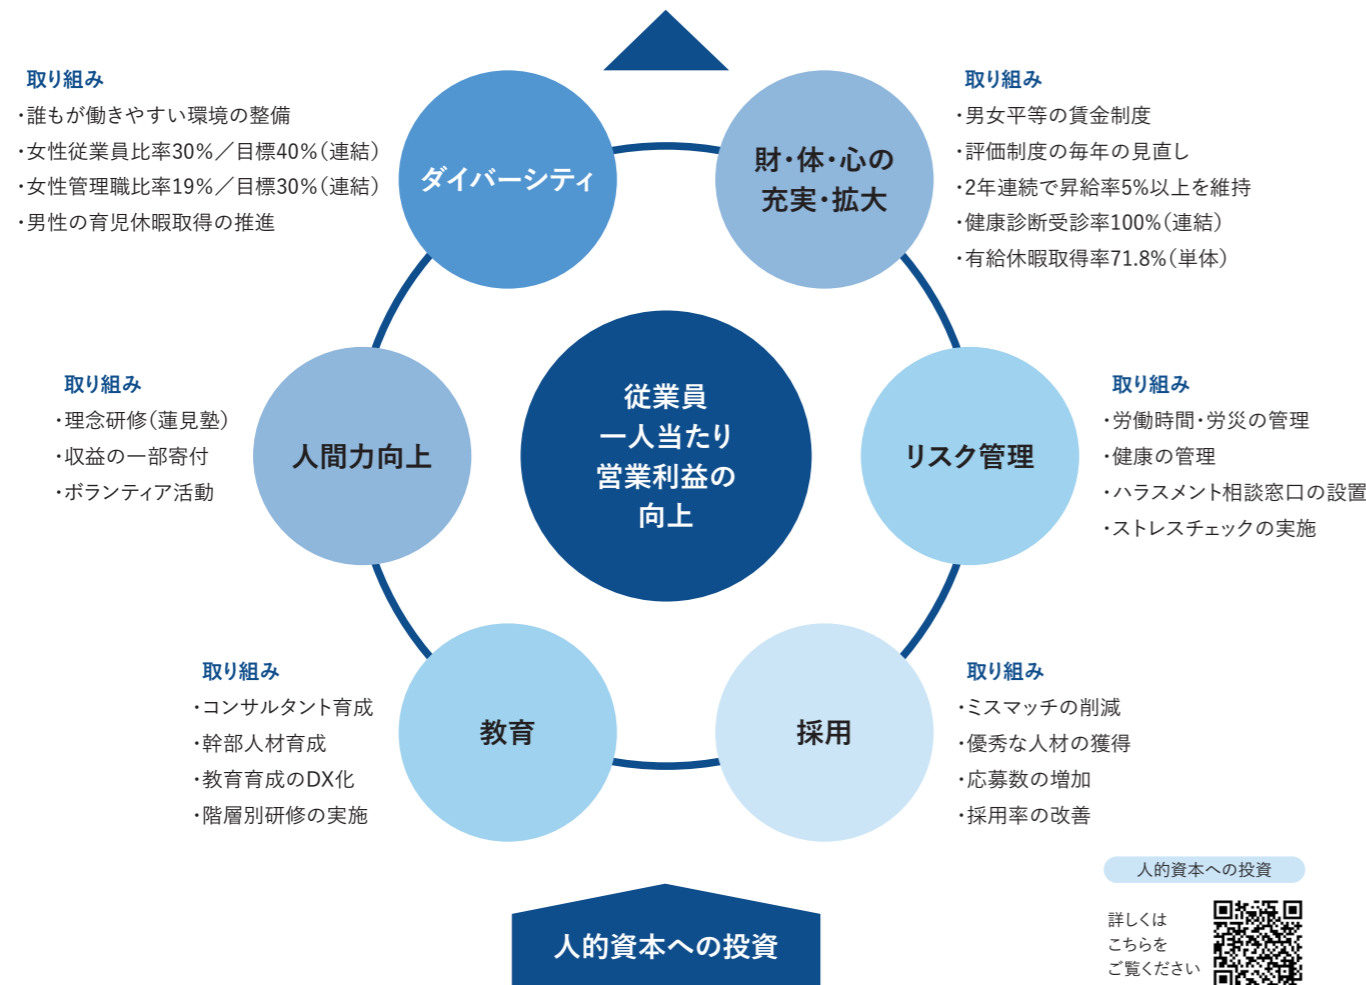 取り組み
・誰もが働きやすい環境の整備
・女性従業員比率30%／目標40%（連結）
・女性管理職比率19%／目標30%（連結）
・男性の育児休暇取得の推進
ダイバーシティ
財・体・心の
充実・拡大
取り組み
・男女平等の賃金制度
・評価制度の毎年の見直し
・2年連続で昇給率5%以上を維持
・健康診断受診率100%（連結）
・有給休暇取得率71.8%（単体）
取り組み
・理念研修（蓮見塾）
・収益の一部寄付
・ボランティア活動
人間力向上
従業員
一人当たり
営業利益の
向上
リスク管理
取り組み
・労働時間・労災の管理
・健康の管理
・ハラスメント相談窓口の設置
・ストレスチェックの実施
取り組み
・コンサルタント育成
・幹部人材育成
・教育育成のDX化
・階層別研修の実施
教育
採用
取り組み
・ミスマッチの削減
・優秀な人材の獲得
・応募数の増加
・採用率の改善
人的資本への投資
人的資本への投資
詳しくは
こちらを
ご覧ください